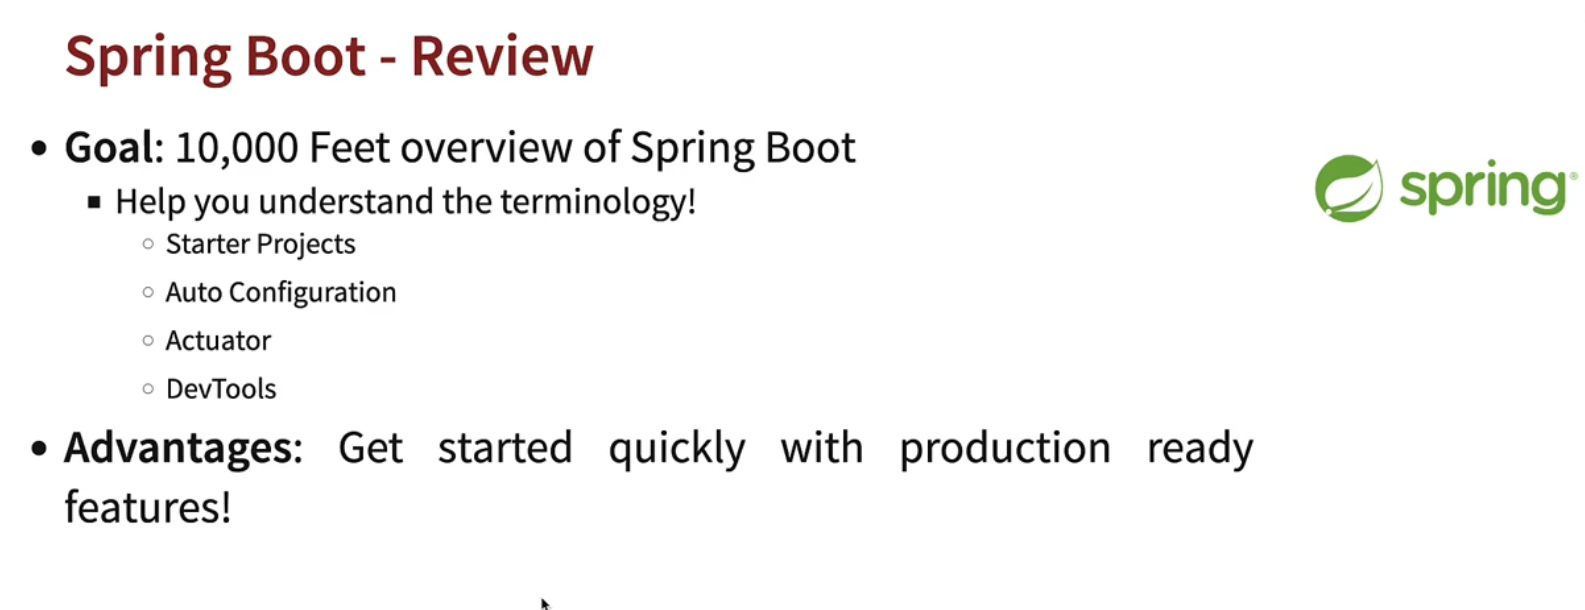 Spring Boot - Review
• Goal: 10,000 Feet overview of Spring Boot
▪ Help you understand the terminology!
○ Starter Projects
○ Auto Configuration
○ Actuator
○ DevTools
• Advantages: Get started quickly with production ready
features!
spring®